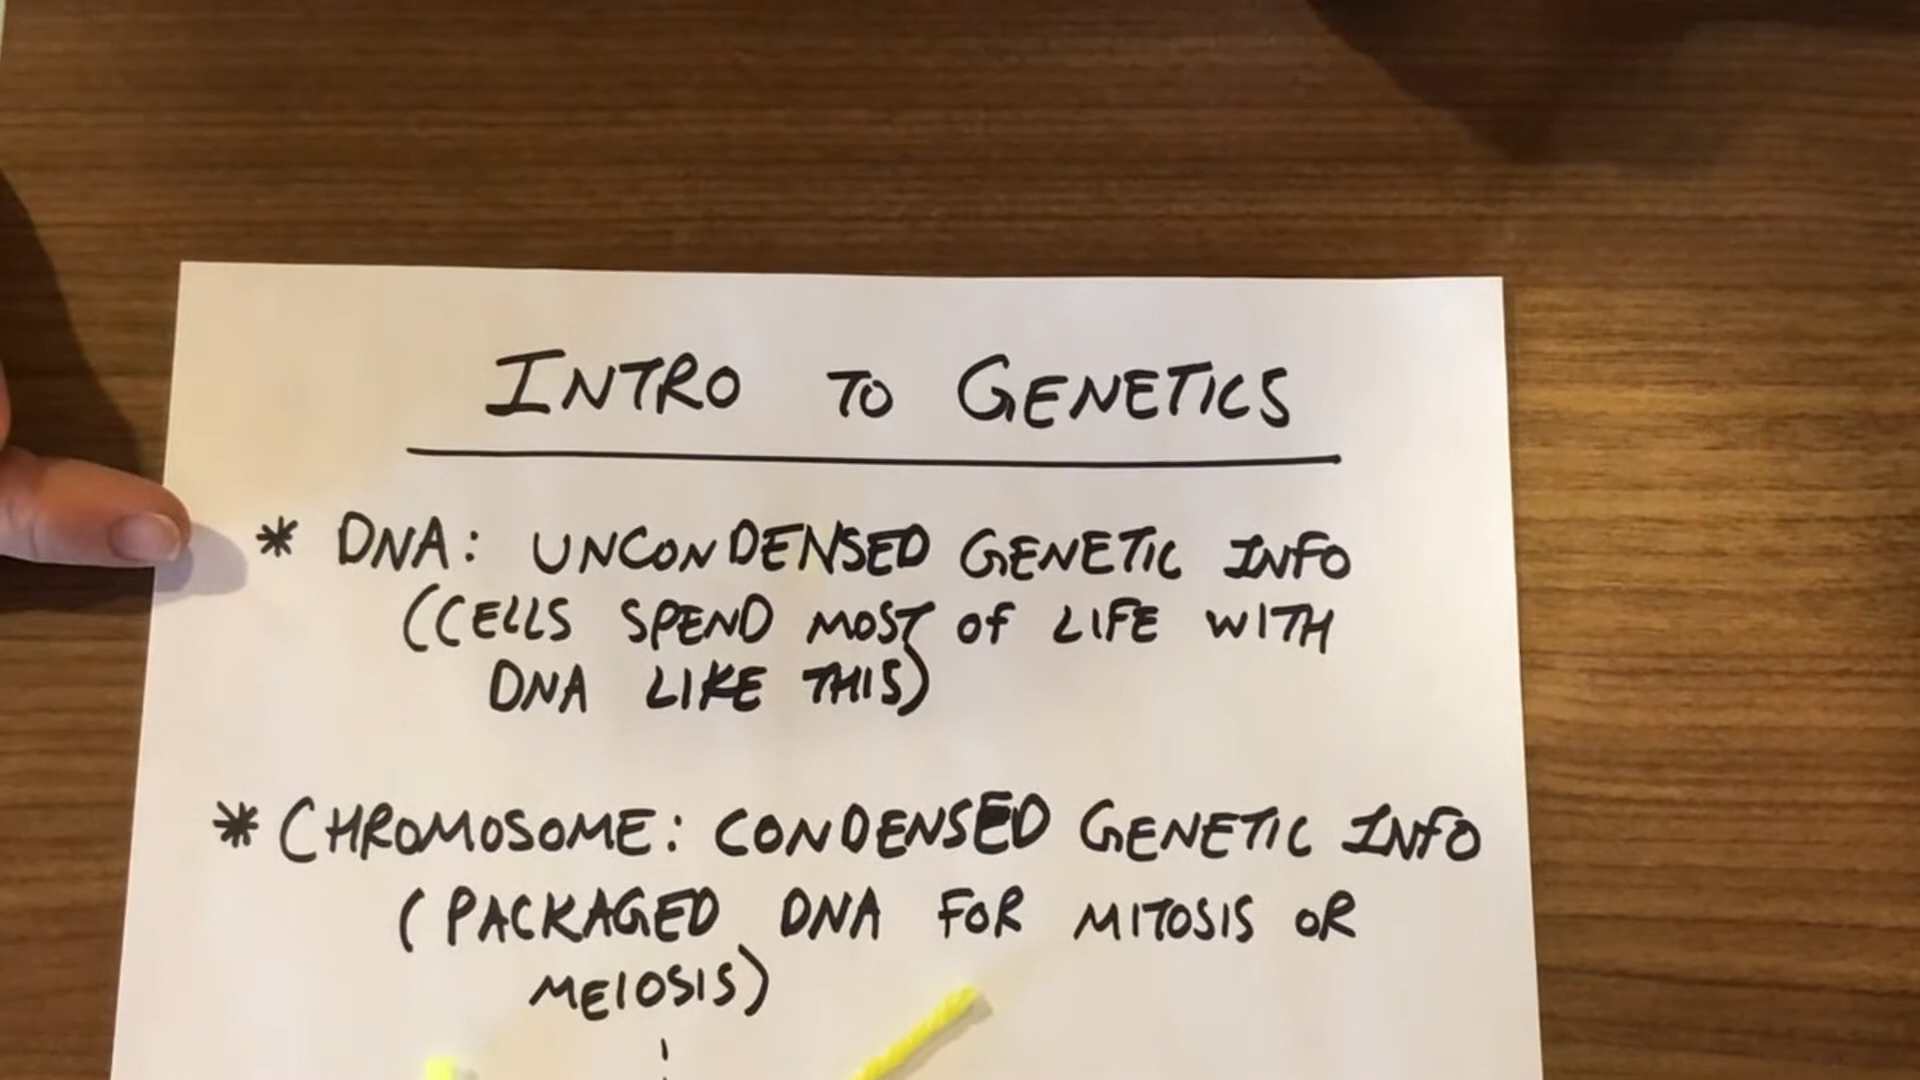 INTRO TO GENETICS
* DNA: UNCONDENSED GENETIC INFO
(CELLS SPEND MOST OF LIFE WITH
DNA LIKE THIS)
* CHROMOSOME: CONDENSED GENETIC INFO
(PACKAGED DNA FOR MITOSIS OR
MEIOSIS)